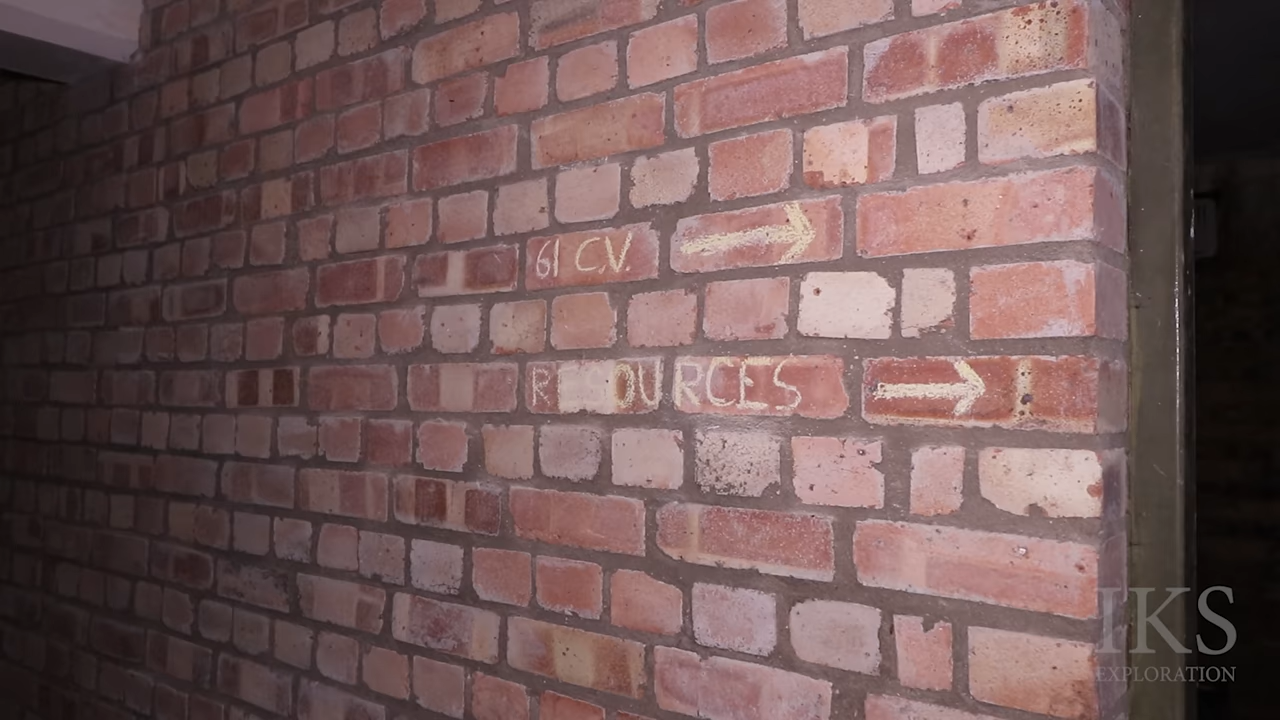 61 C.V. →
RESOURCES →
IKS
EXPLORATION